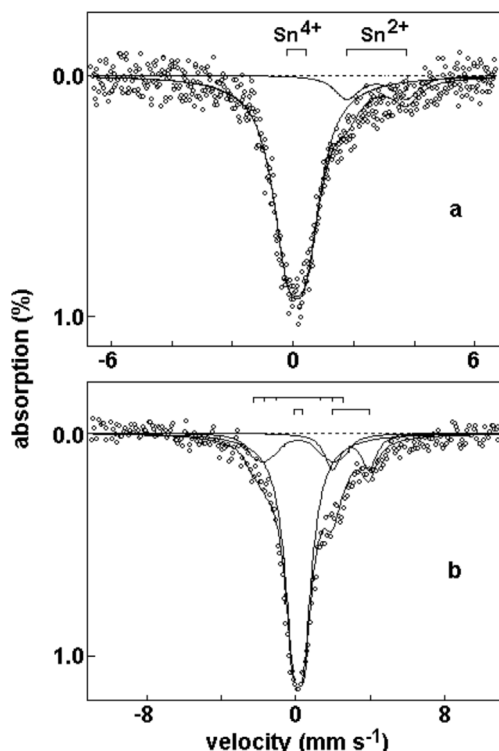 Sn4+ Sn2+
0.0
a
1.0
-6 0 6
absorption (%)
0.0
b
1.0
-8 0 8
velocity (mm s-1)